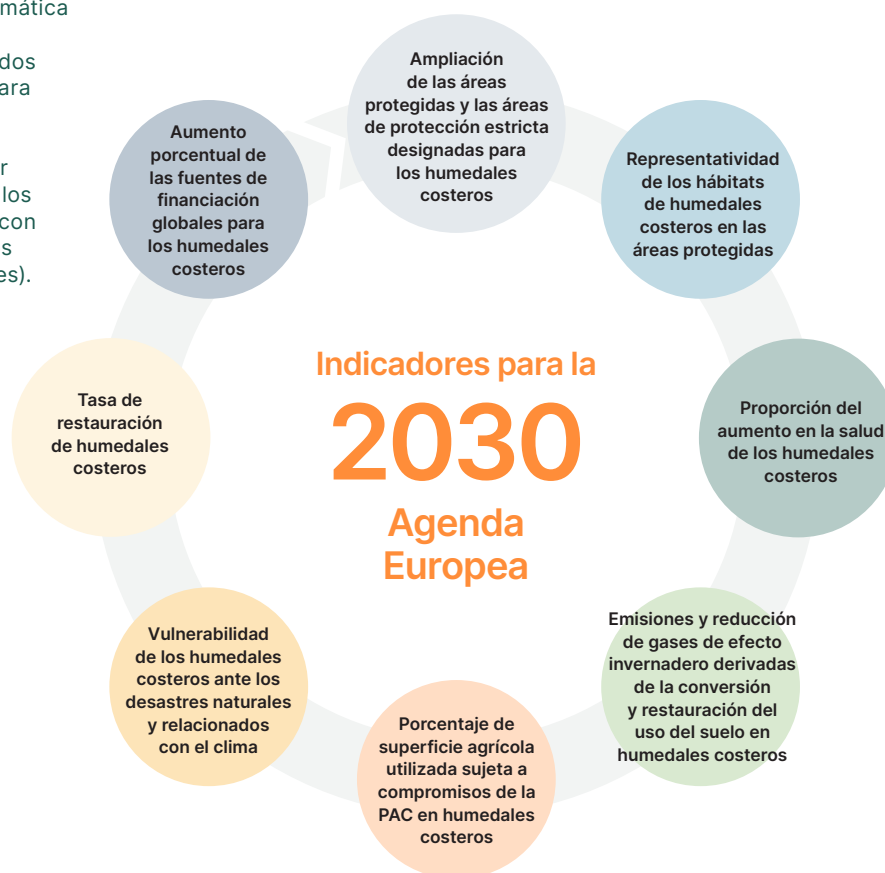 mática
dos
ara
r
los
con
s
es).
Ampliación
de las áreas
protegidas y las áreas
de protección estricta
designadas para
los humedales
costeros
Representatividad
de los hábitats
de humedales
costeros en las
áreas protegidas
Proporción del
aumento en la salud
de los humedales
costeros
Emisiones y reducción
de gases de efecto
invernadero derivadas
de la conversión
y restauración del
uso del suelo en
humedales costeros
Porcentaje de
superficie agrícola
utilizada sujeta a
compromisos de la
PAC en humedales
costeros
Vulnerabilidad
de los humedales
costeros ante los
desastres naturales
y relacionados
con el clima
Tasa de
restauración
de humedales
costeros
Aumento
porcentual de
las fuentes de
financiación
globales para
los humedales
costeros
Indicadores para la
2030
Agenda
Europea